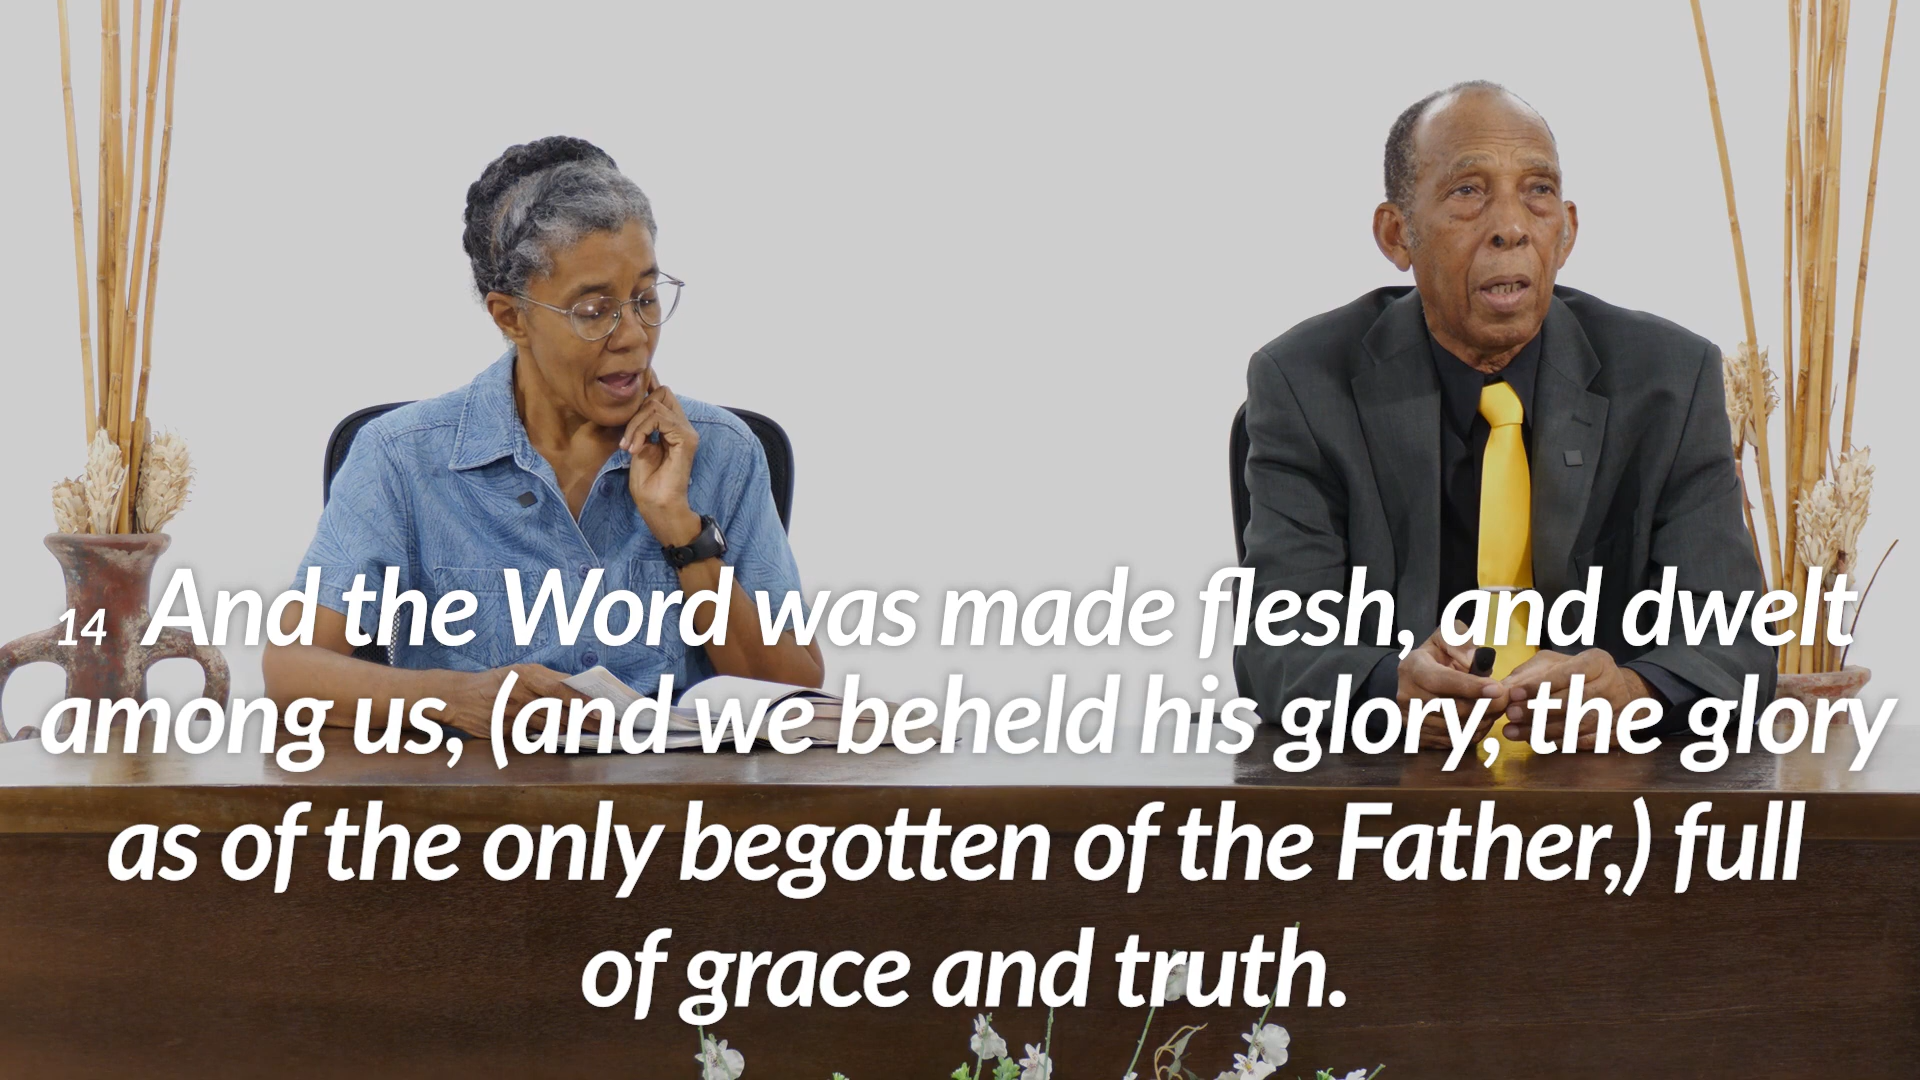 14 And the Word was made flesh, and dwelt
among us, (and we beheld his glory, the glory
as of the only begotten of the Father,) full
of grace and truth.